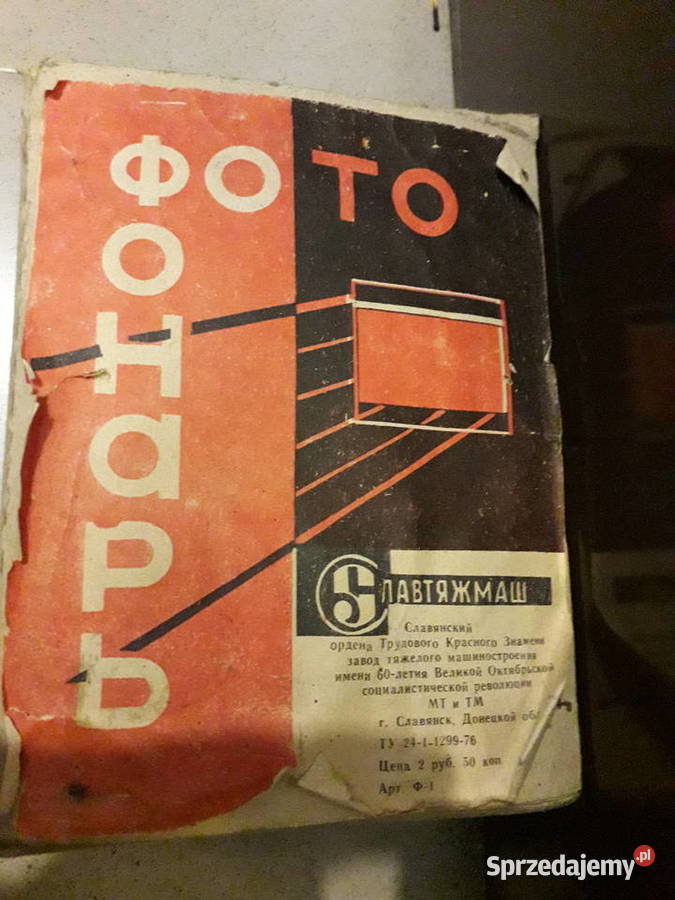 ФОТО
ФОНАРЬ
СЛАВТЯЖМАШ
Славянский
ордена Трудового Красного Знамени
завод тяжелого машиностроения
имени 60-летия Великой Октябрьской
социалистической революции
МТ и ТМ
г. Славянск, Донецкой обл
ТУ 24-1-1299-76
Цена 2 руб. 50 коп
Арт Ф-1
Sprzedajemy.pl